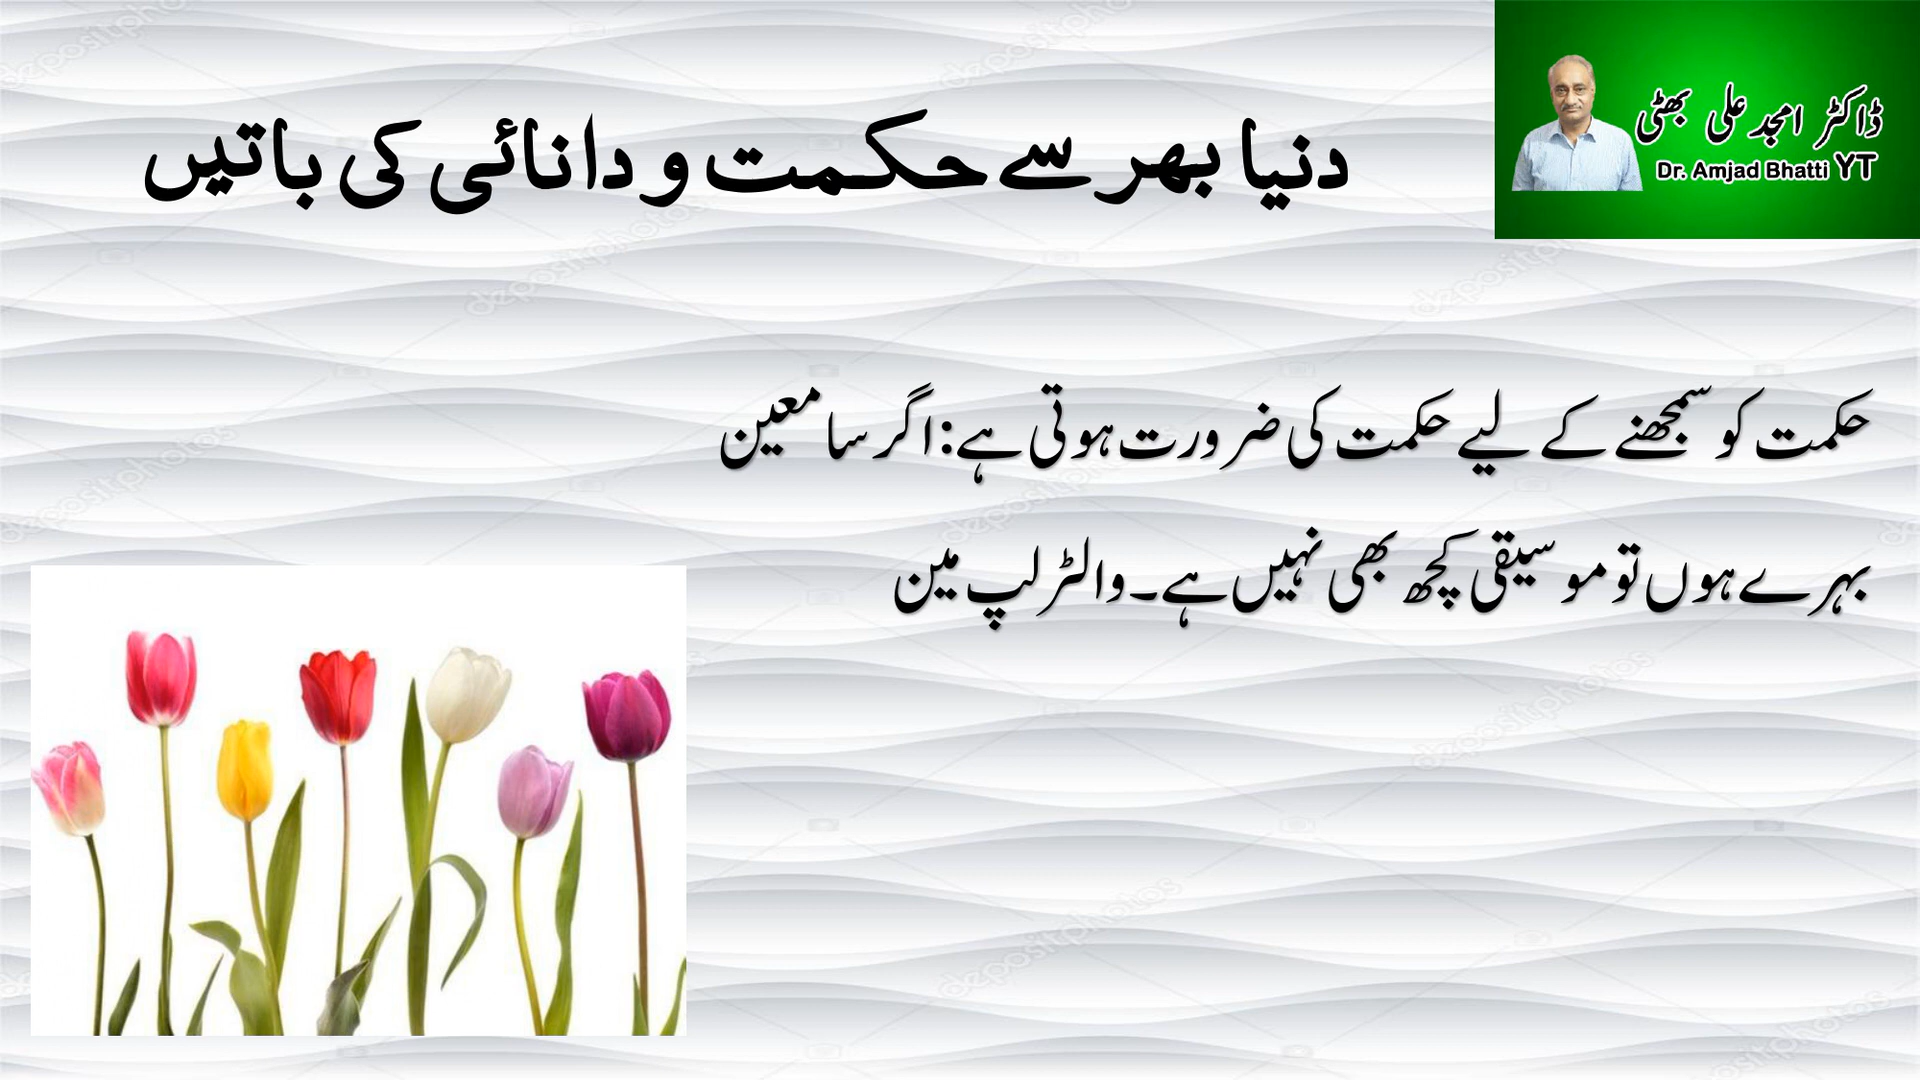 ڈاکٹر امجد علی بھٹی
Dr. Amjad Bhatti YT
دنیا بھر سے حکمت و دانائی کی باتیں
حکمت کو سمجھنے کے لیے حکمت کی ضرورت ہوتی ہے: اگر سامعین
بہرے ہوں تو موسیقی کچھ بھی نہیں ہے۔ والٹر لپ مین
depositphotos